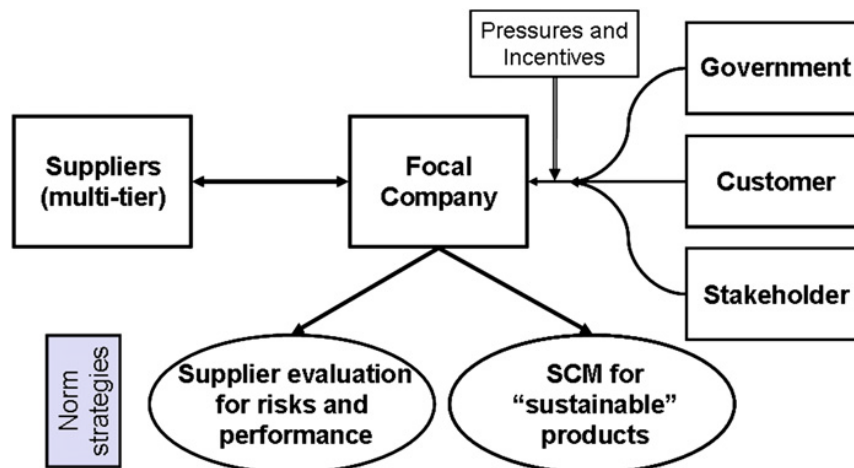 Pressures and
Incentives
Government
Suppliers
(multi-tier)
Focal
Company
Customer
Stakeholder
Norm
strategies
Supplier evaluation
for risks and
performance
SCM for
“sustainable”
products